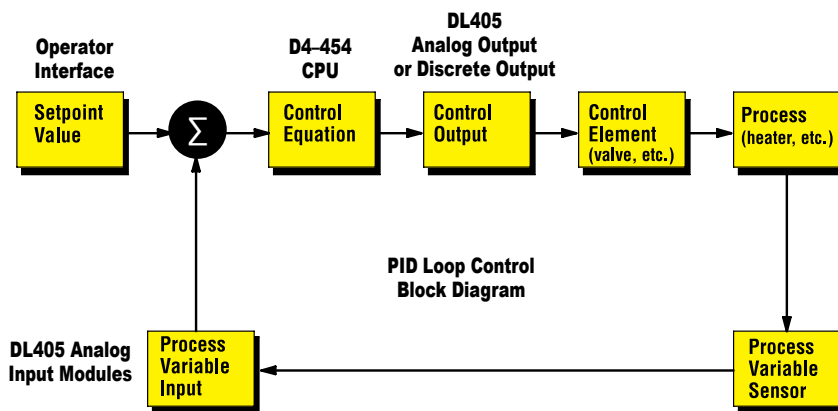 Operator
Interface
D4–454
CPU
DL405
Analog Output
or Discrete Output
Setpoint
Value
Σ
Control
Equation
Control
Output
Control
Element
(valve, etc.)
Process
(heater, etc.)
PID Loop Control
Block Diagram
DL405 Analog
Input Modules
Process
Variable
Input
Process
Variable
Sensor